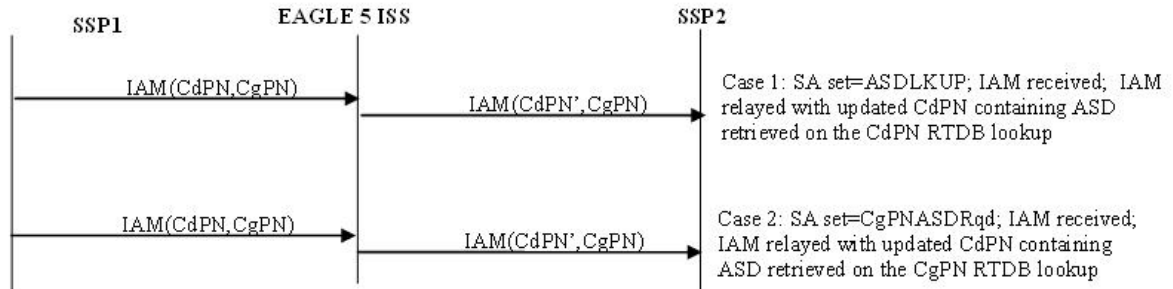 SSP1 EAGLE 5 ISS SSP2
IAM(CdPN,CgPN)
IAM(CdPN',CgPN)
Case 1: SA set=ASDLKUP; IAM received; IAM
relayed with updated CdPN containing ASD
retrieved on the CdPN RTDB lookup
IAM(CdPN,CgPN)
IAM(CdPN',CgPN)
Case 2: SA set=CgPNASDRqd; IAM received;
IAM relayed with updated CdPN containing
ASD retrieved on the CgPN RTDB lookup